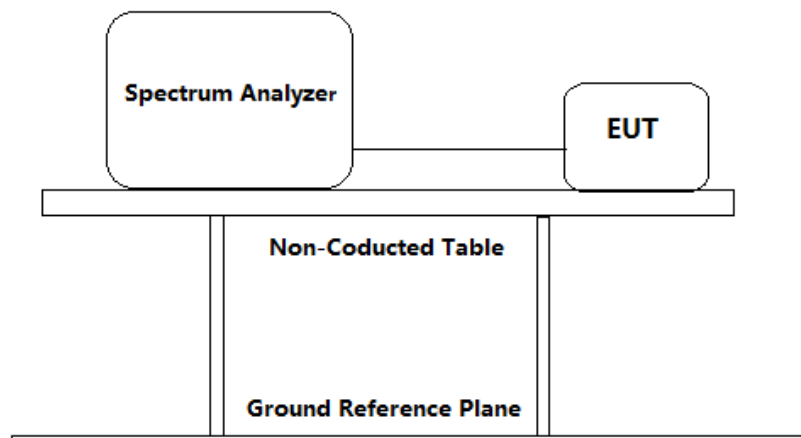 Spectrum Analyzer
EUT
Non-Coducted Table
Ground Reference Plane